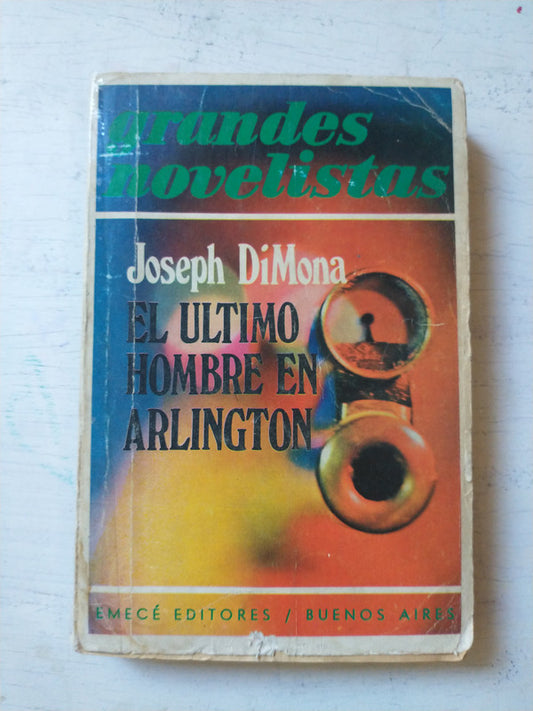 grandes
novelistas
Joseph DiMona
EL ULTIMO
HOMBRE EN
ARLINGTON
EMECÉ EDITORES / BUENOS AIRES